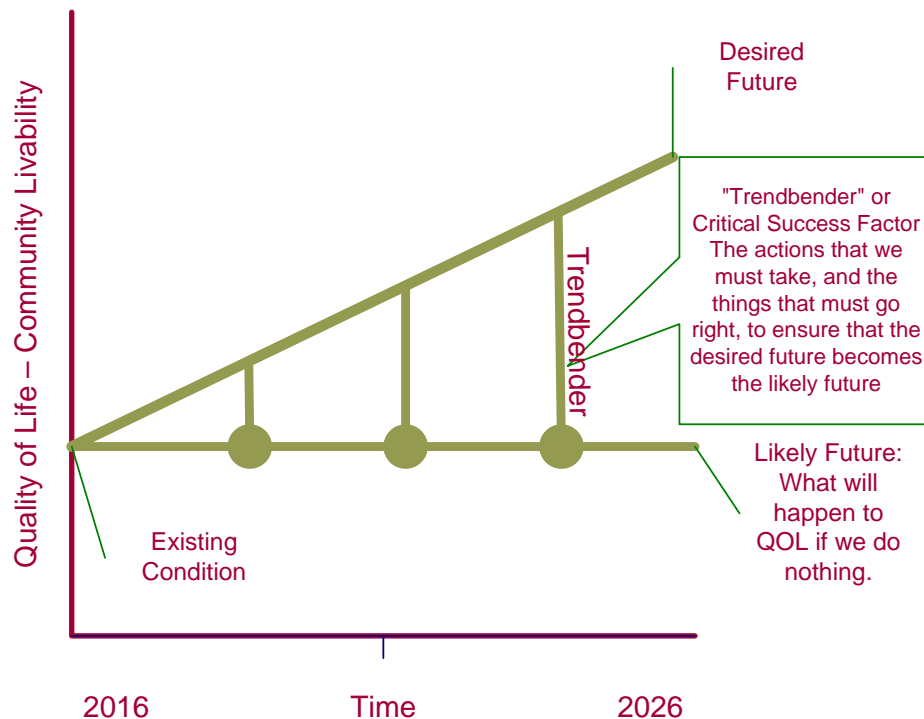 Quality of Life – Community Livability
Desired
Future
"Trendbender" or
Critical Success Factor
The actions that we
must take, and the
things that must go
right, to ensure that the
desired future becomes
the likely future
Trendbender
Likely Future:
What will
happen to
QOL if we do
nothing.
Existing
Condition
2016
Time
2026